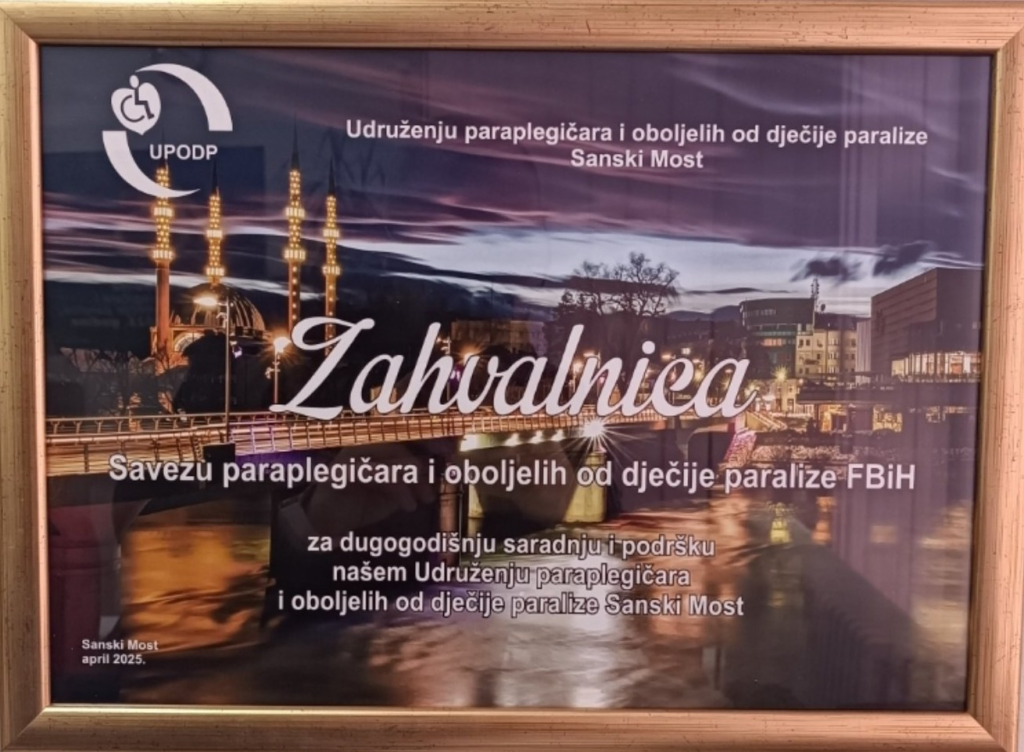 UPODP
Udruženju paraplegičara i oboljelih od dječije paralize
Sanski Most
Zahvalnica
Savezu paraplegičara i oboljelih od dječije paralize FBiH
za dugogodišnju saradnju i podršku
našem Udruženju paraplegičara
i oboljelih od dječije paralize Sanski Most
Sanski Most
april 2025.